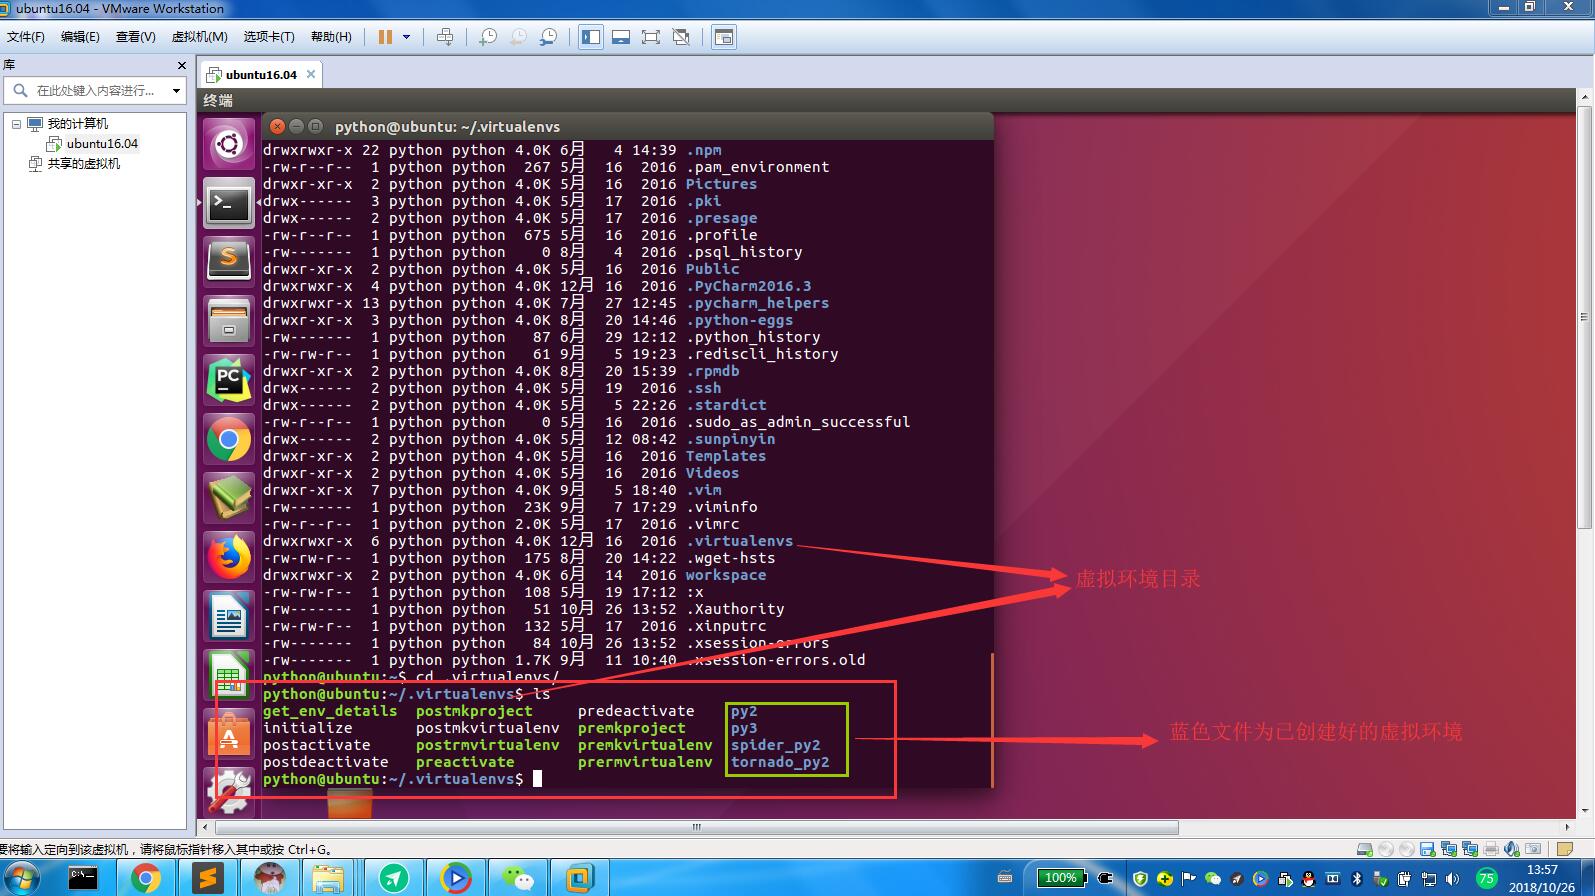 ubuntu16.04 - VMware Workstation
文件(F) 编辑(E) 查看(V) 虚拟机(M) 选项卡(T) 帮助(H)
库
在此处键入内容进行...
我的计算机
ubuntu16.04
共享的虚拟机
ubuntu16.04
终端
python@ubuntu: ~/.virtualenvs
drwxrwxr-x 22 python python 4.0K 6月   4 14:39 .npm
-rw-r--r--  1 python python  267 5月  16  2016 .pam_environment
drwxr-xr-x  2 python python 4.0K 5月  16  2016 Pictures
drwx------  3 python python 4.0K 5月  17  2016 .pki
drwx------  2 python python 4.0K 5月  17  2016 .presage
-rw-r--r--  1 python python  675 5月  16  2016 .profile
-rw-------  1 python python    0 8月   4  2016 .psql_history
drwxr-xr-x  2 python python 4.0K 5月  16  2016 Public
drwxrwxr-x  4 python python 4.0K 12月 16  2016 .PyCharm2016.3
drwxrwxr-x 13 python python 4.0K 7月  27 12:45 .pycharm_helpers
drwxrwxr-x  3 python python 4.0K 8月  20 14:46 .python-eggs
-rw-------  1 python python   87 6月  29 12:12 .python_history
-rw-rw-r--  1 python python   61 9月   5 19:23 .rediscli_history
drwxrwxr-x  2 python python 4.0K 8月  20 15:39 .rpmdb
drwx------  2 python python 4.0K 5月  19  2016 .ssh
drwx------  2 python python 4.0K 5月   5 22:26 .stardict
-rw-r--r--  1 python python    0 5月  16  2016 .sudo_as_admin_successful
drwx------  2 python python 4.0K 5月  12 08:42 .sunpinyin
drwxr-xr-x  2 python python 4.0K 5月  16  2016 Templates
drwxr-xr-x  2 python python 4.0K 5月  16  2016 Videos
drwxr-xr-x  7 python python 4.0K 9月   5 18:40 .vim
-rw-------  1 python python  23K 9月   7 17:29 .viminfo
-rw-r--r--  1 python python 2.0K 5月  17  2016 .vimrc
drwxrwxr-x  6 python python 4.0K 12月 16  2016 .virtualenvs
-rw-rw-r--  1 python python  175 8月  20 14:22 .wget-hsts
drwxrwxr-x  2 python python 4.0K 6月  14  2016 workspace
虚拟环境目录
-rw-rw-r--  1 python python  108 5月  19 17:12 :x
-rw-------  1 python python   51 10月 26 13:52 .Xauthority
-rw-rw-r--  1 python python  132 5月  17  2016 .xinputrc
-rw-------  1 python python   84 10月 26 13:52 .xsession-errors
-rw-------  1 python python 1.7K 9月  11 10:40 .xsession-errors.old
python@ubuntu:~$ cd .virtualenvs/
python@ubuntu:~/.virtualenvs$ ls
get_env_details  postmkproject     predeactivate    py2
initialize       postmkvirtualenv  premkproject     py3
postactivate     postrmvirtualenv  premkvirtualenv  spider_py2
postdeactivate   preactivate       prermvirtualenv  tornado_py2
python@ubuntu:~/.virtualenvs$
蓝色文件为已创建好的虚拟环境
要将输入定向到该虚拟机，请将鼠标指针移入其中或按 Ctrl+G。
100%
75
13:57
2018/10/26